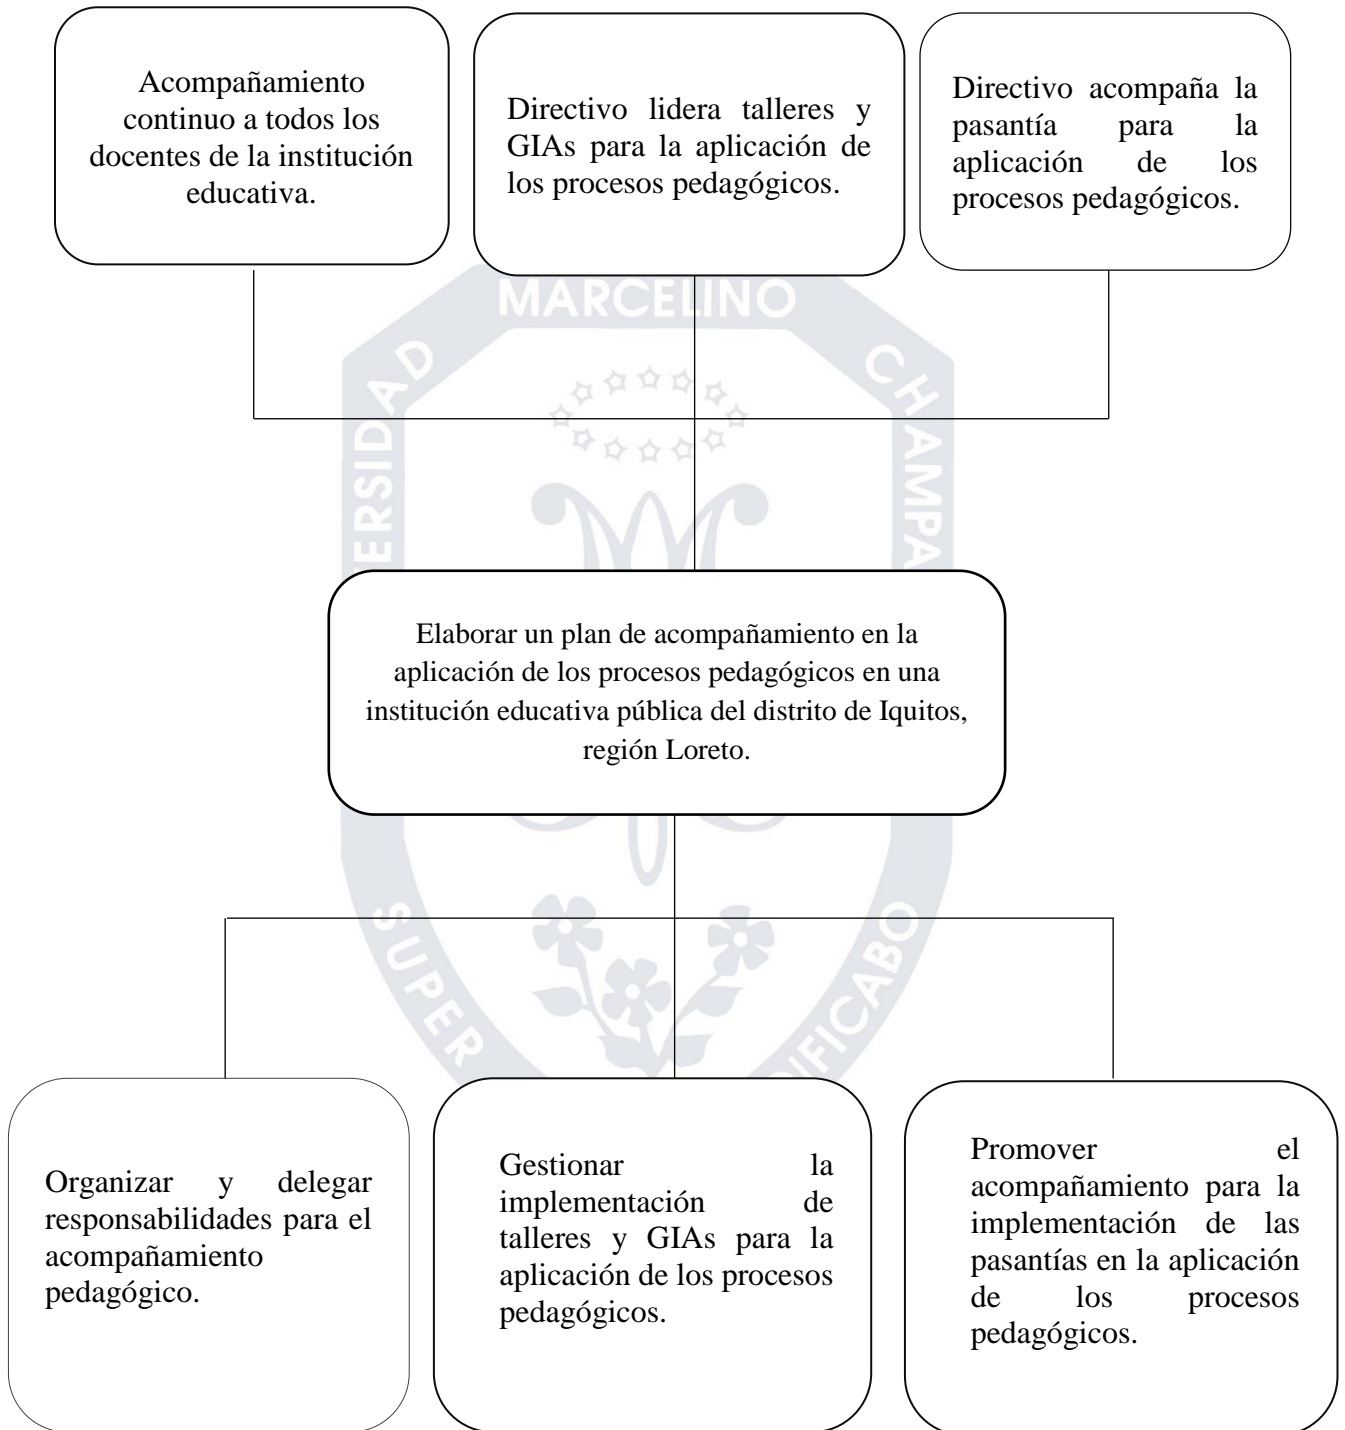 Acompañamiento
continuo a todos los
docentes de la institución
educativa.
Directivo lidera talleres y
GIAs para la aplicación de
los procesos pedagógicos.
Directivo acompaña la
pasantía para la
aplicación de los
procesos pedagógicos.
MARCELINO
CHAMPA
ERSIDAD
Elaborar un plan de acompañamiento en la
aplicación de los procesos pedagógicos en una
institución educativa pública del distrito de Iquitos,
región Loreto.
SUPER
DIFICABO
Organizar y delegar
responsabilidades para el
acompañamiento
pedagógico.
Gestionar la
implementación de
talleres y GIAs para la
aplicación de los procesos
pedagógicos.
Promover el
acompañamiento para la
implementación de las
pasantías en la aplicación
de los procesos
pedagógicos.